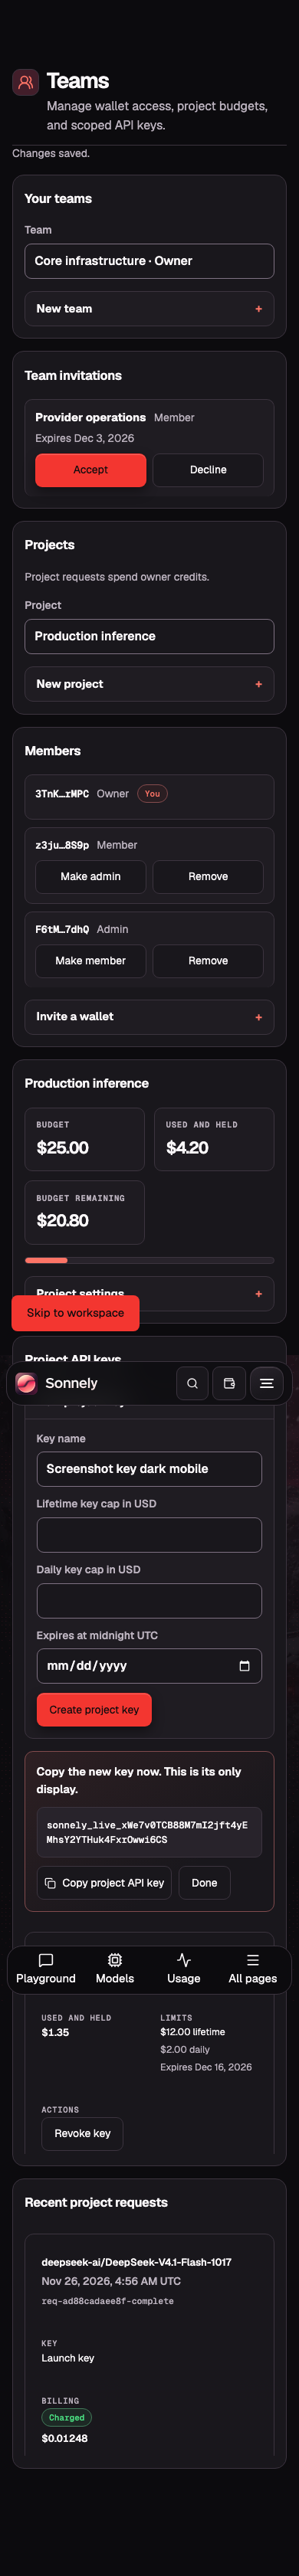 Teams
Manage wallet access, project budgets,
and scoped API keys.
Changes saved.
Your teams
Team
Core infrastructure · Owner
New team +
Team invitations
Provider operations Member
Expires Dec 3, 2026
Accept Decline
Projects
Project requests spend owner credits.
Project
Production inference
New project +
Members
3TnK…rMPC Owner You
z3ju…8S9p Member
Make admin Remove
F6tM…7dhQ Admin
Make member Remove
Invite a wallet +
Production inference
BUDGET USED AND HELD
$25.00 $4.20
BUDGET REMAINING
$20.80
Project settings +
Skip to workspace
Project API keys
Sonnely
Key name
Screenshot key dark mobile
Lifetime key cap in USD
Daily key cap in USD
Expires at midnight UTC
mm/dd/yyyy
Create project key
Copy the new key now. This is its only
display.
sonnely_live_xWe7v0TCB88M7mI2jft4yE
MhsY2YTHuk4FxrOwwi6CS
Copy project API key Done
Playground Models Usage All pages
USED AND HELD LIMITS
$1.35 $12.00 lifetime
$2.00 daily
Expires Dec 16, 2026
ACTIONS
Revoke key
Recent project requests
deepseek-ai/DeepSeek-V4.1-Flash-1017
Nov 26, 2026, 4:56 AM UTC
req-ad88cadaee8f-complete
KEY
Launch key
BILLING
Charged
$0.01248